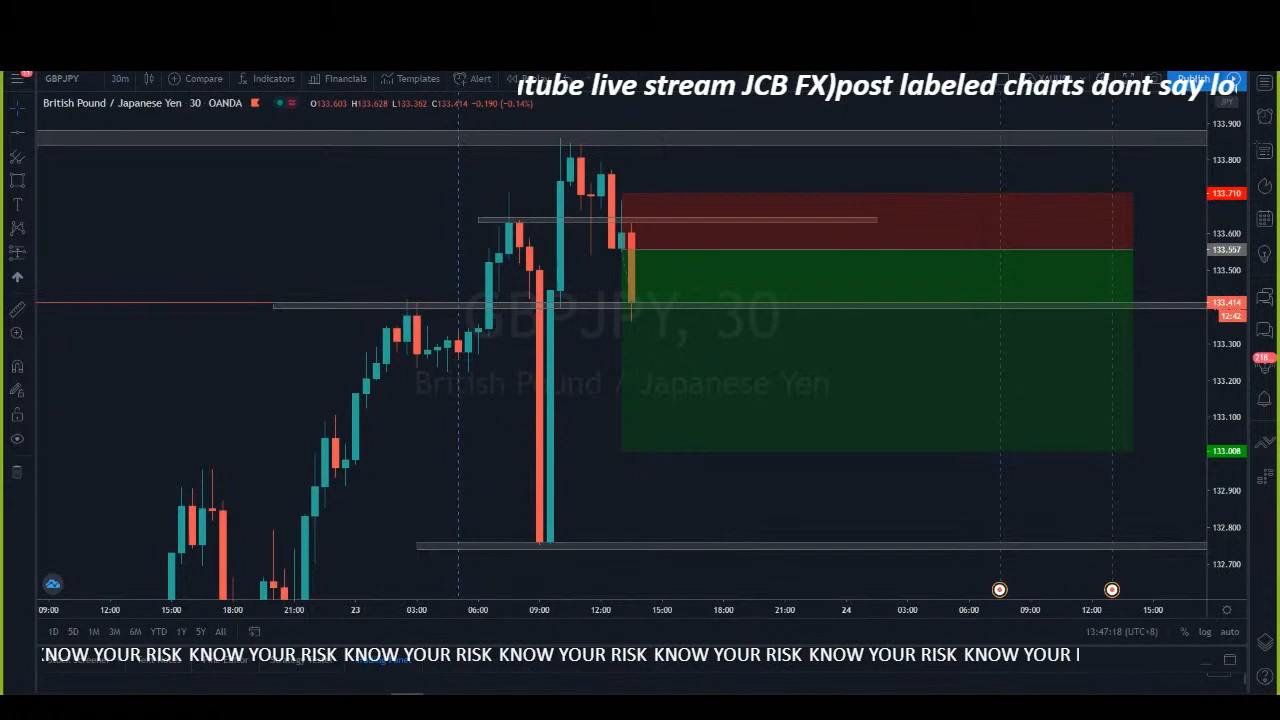 11
GBPJPY 30m Compare Indicators Financials Templates Alert Publish
itube live stream JCB FX)post labeled charts dont say lo
British Pound / Japanese Yen 30 OANDA O133.603 H133.628 L133.362 C133.414 -0.190 (-0.14%)
JPY
133.900
133.800
133.710
133.600
133.557
133.500
133.414
12:42
133.300
133.200
133.100
133.008
132.900
132.800
132.700
GBPJPY, 30
British Pound / Japanese Yen
218
09:00 12:00 15:00 18:00 21:00 23 03:00 06:00 09:00 12:00 15:00 18:00 21:00 24 03:00 06:00 09:00 12:00 15:00
1D 5D 1M 3M 6M YTD 1Y 5Y All 13:47:18 (UTC+8) % log auto
KNOW YOUR RISK KNOW YOUR RISK KNOW YOUR RISK KNOW YOUR RISK KNOW YOUR RISK KNOW YOUR RISK KNOW YOUR